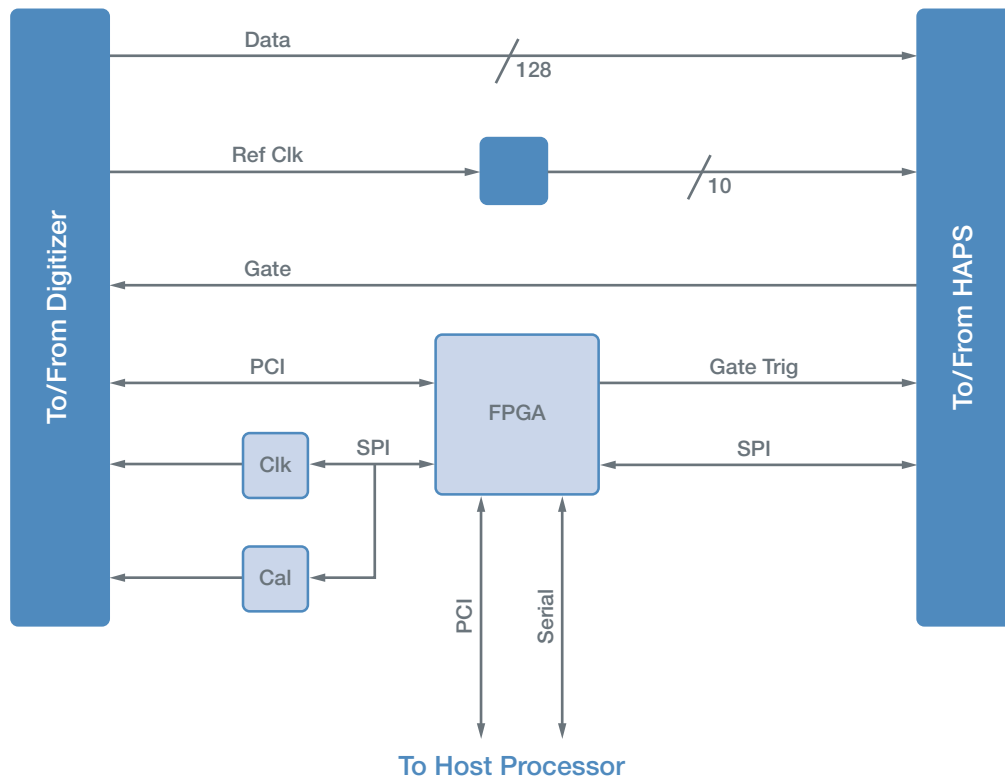 Data
128
Ref Clk
10
To/From Digitizer
To/From HAPS
Gate
PCI
Gate Trig
FPGA
Clk
SPI
SPI
Cal
PCI
Serial
To Host Processor